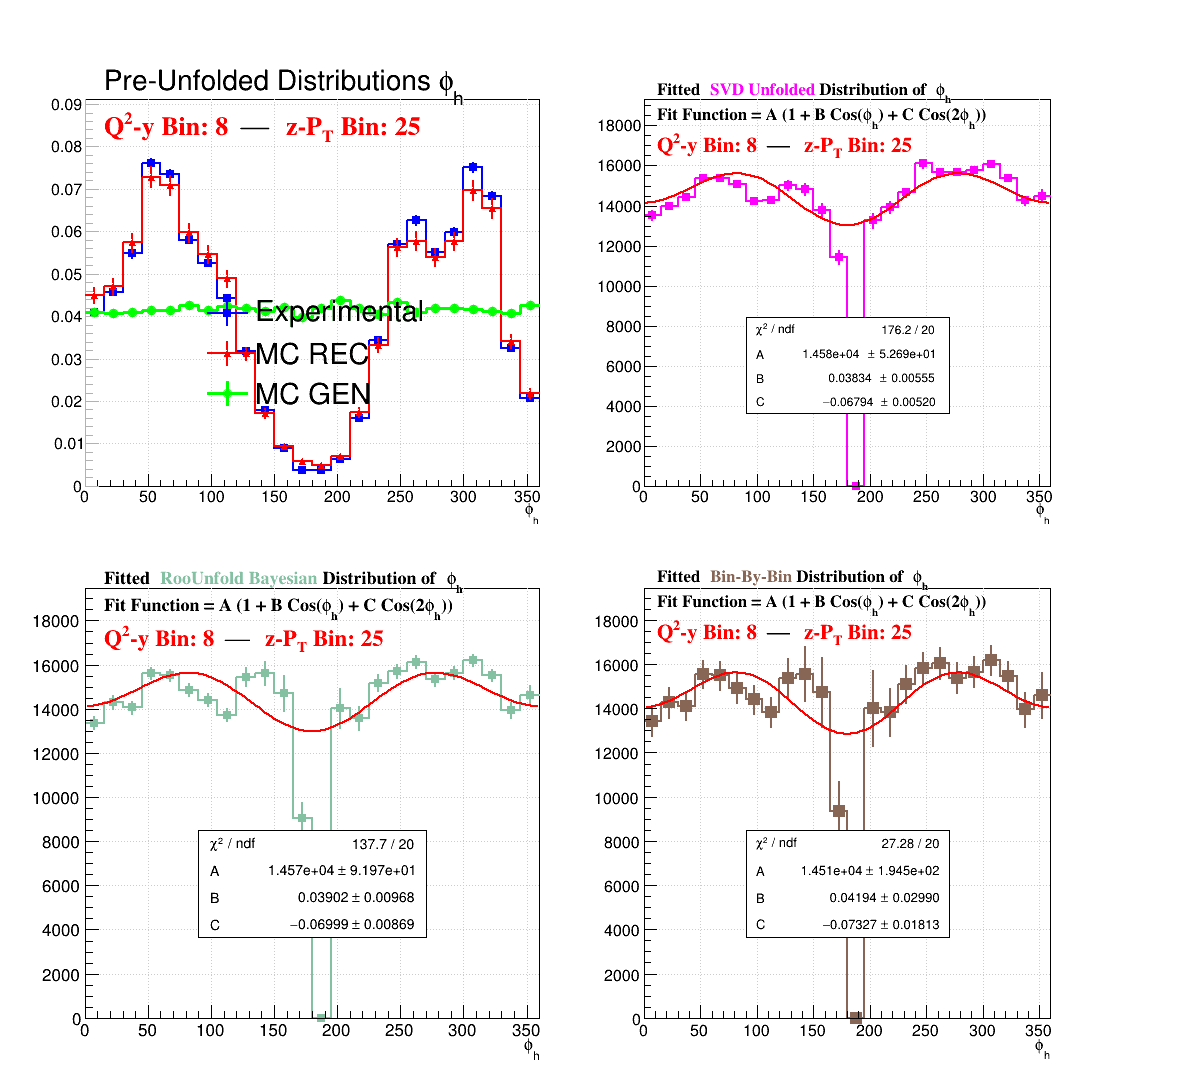 Pre-Unfolded Distributions ϕh
Q2-y Bin: 8 — z-PT Bin: 25
0.09
0.08
0.07
0.06
0.05
0.04
0.03
0.02
0.01
0
Experimental
MC REC
MC GEN
0 50 100 150 200 250 300 350
ϕh
Fitted SVD Unfolded Distribution of ϕh
Fit Function = A (1 + B Cos(ϕh) + C Cos(2ϕh))
Q2-y Bin: 8 — z-PT Bin: 25
18000
16000
14000
12000
10000
8000
6000
4000
2000
0
χ2 / ndf 176.2 / 20
A 1.458e+04 ± 5.269e+01
B 0.03834 ± 0.00555
C −0.06794 ± 0.00520
0 50 100 150 200 250 300 350
ϕh
Fitted RooUnfold Bayesian Distribution of ϕh
Fit Function = A (1 + B Cos(ϕh) + C Cos(2ϕh))
Q2-y Bin: 8 — z-PT Bin: 25
18000
16000
14000
12000
10000
8000
6000
4000
2000
0
χ2 / ndf 137.7 / 20
A 1.457e+04 ± 9.197e+01
B 0.03902 ± 0.00968
C −0.06999 ± 0.00869
0 50 100 150 200 250 300 350
ϕh
Fitted Bin-By-Bin Distribution of ϕh
Fit Function = A (1 + B Cos(ϕh) + C Cos(2ϕh))
Q2-y Bin: 8 — z-PT Bin: 25
18000
16000
14000
12000
10000
8000
6000
4000
2000
0
χ2 / ndf 27.28 / 20
A 1.451e+04 ± 1.945e+02
B 0.04194 ± 0.02990
C −0.07327 ± 0.01813
0 50 100 150 200 250 300 350
ϕh